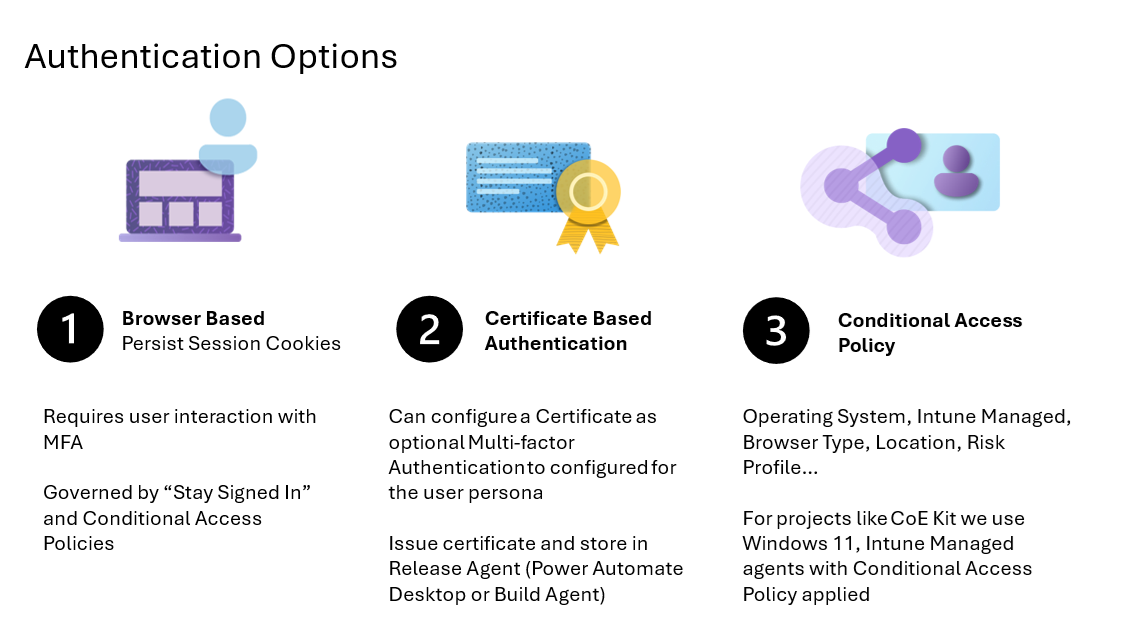 Authentication Options
1
Browser Based
Persist Session Cookies
Requires user interaction with
MFA
Governed by “Stay Signed In”
and Conditional Access
Policies
2
Certificate Based
Authentication
Can configure a Certificate as
optional Multi-factor
Authentication to configured for
the user persona
Issue certificate and store in
Release Agent (Power Automate
Desktop or Build Agent)
3
Conditional Access
Policy
Operating System, Intune Managed,
Browser Type, Location, Risk
Profile...
For projects like CoE Kit we use
Windows 11, Intune Managed
agents with Conditional Access
Policy applied